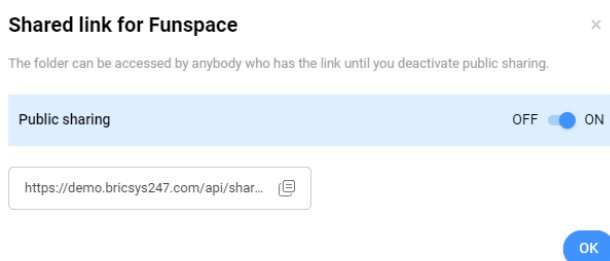 Shared link for Funspace
The folder can be accessed by anybody who has the link until you deactivate public sharing.
Public sharing OFF ON
https://demo.bricsys247.com/api/shar...
OK